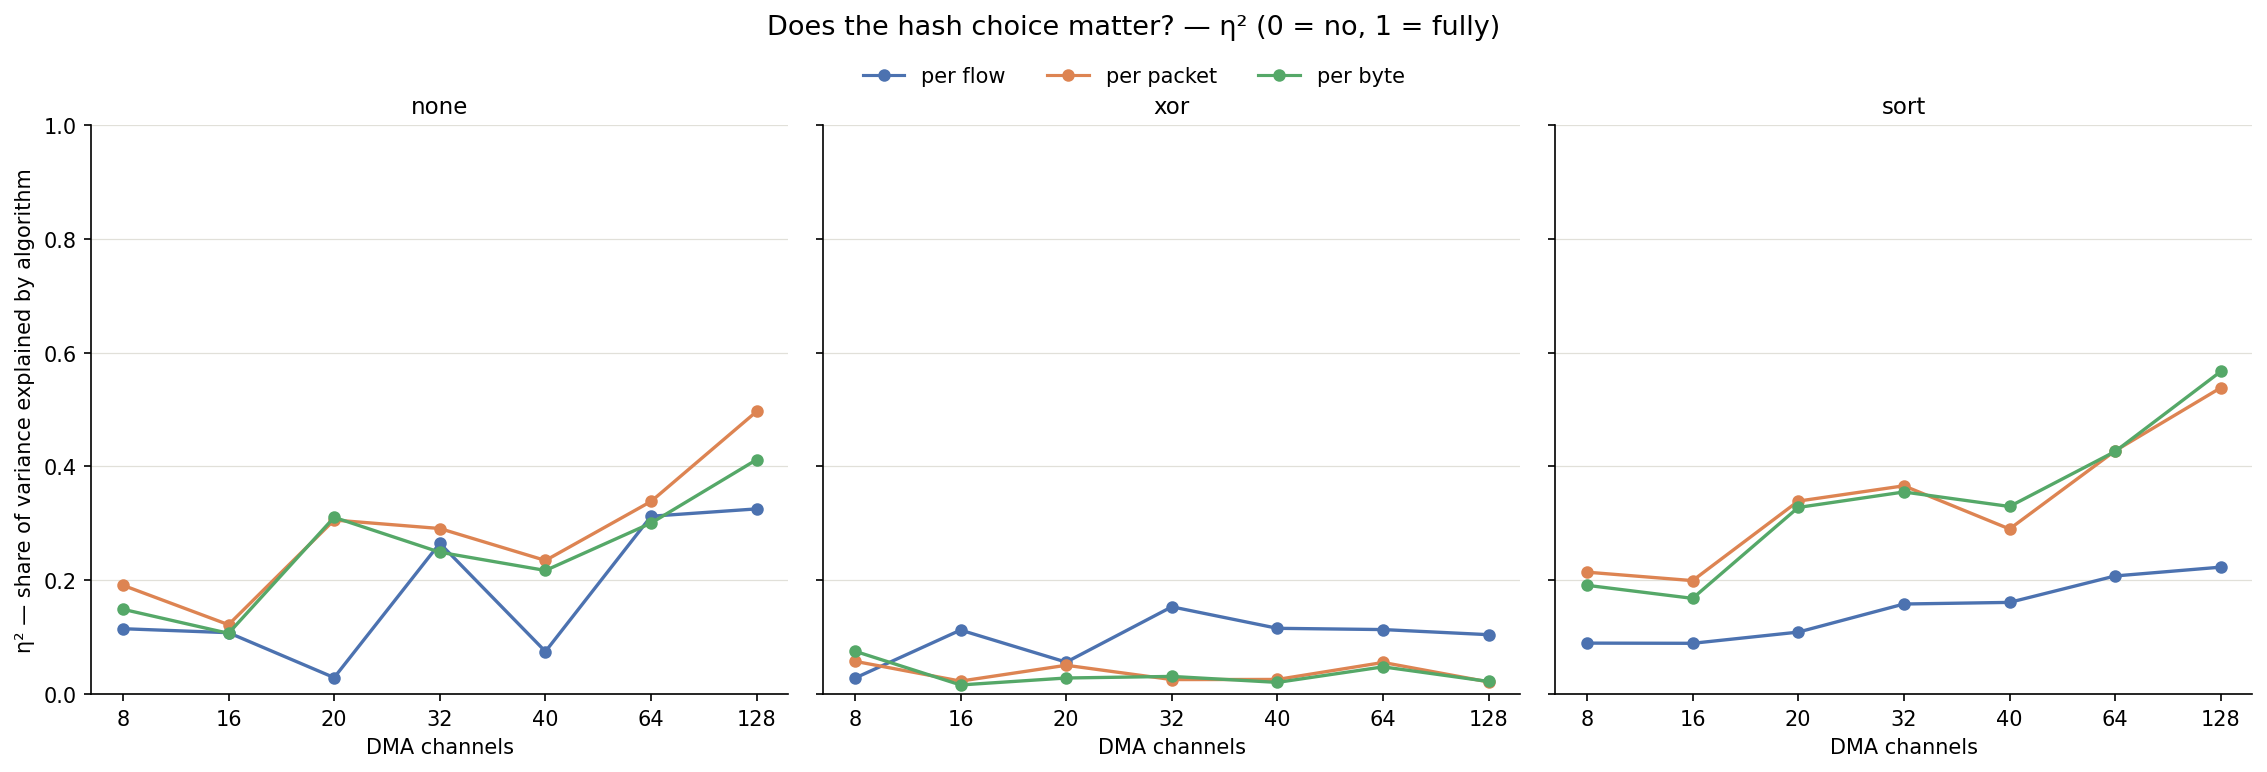 Does the hash choice matter? — η² (0 = no, 1 = fully)
per flow per packet per byte
none
xor
sort
η² — share of variance explained by algorithm
1.0
0.8
0.6
0.4
0.2
0.0
8 16 20 32 40 64 128
8 16 20 32 40 64 128
8 16 20 32 40 64 128
DMA channels
DMA channels
DMA channels